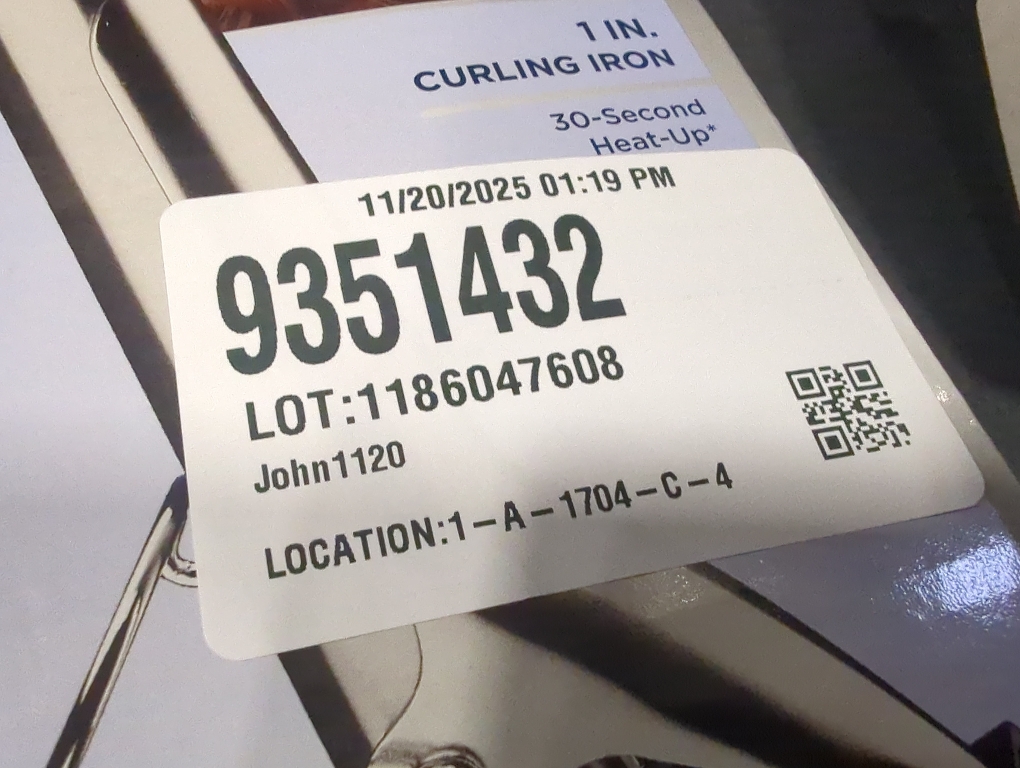 1 IN.
CURLING IRON
30-Second
Heat-Up*
11/20/2025 01:19 PM
9351432
LOT:1186047608
John1120
LOCATION:1-A-1704-C-4